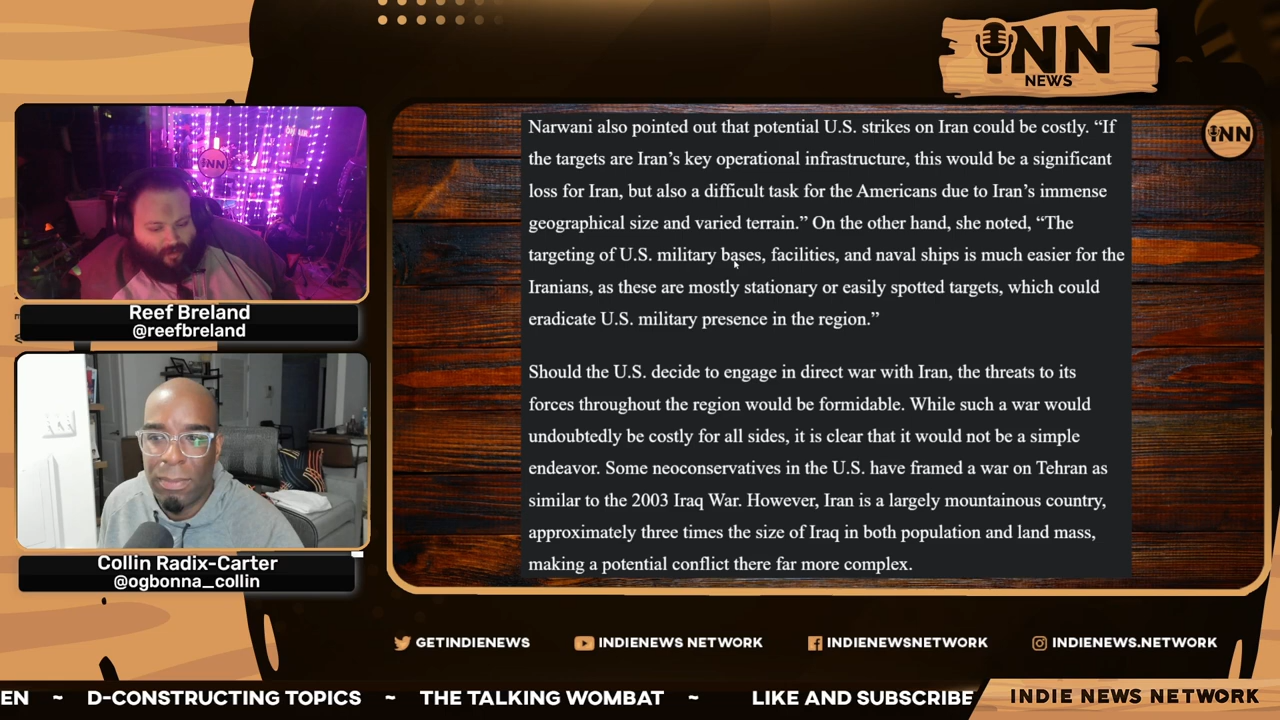 INN
NEWS
INN
INN
Reef Breland
@reefbreland
Collin Radix-Carter
@ogbonna_collin
Narwani also pointed out that potential U.S. strikes on Iran could be costly. “If
the targets are Iran’s key operational infrastructure, this would be a significant
loss for Iran, but also a difficult task for the Americans due to Iran’s immense
geographical size and varied terrain.” On the other hand, she noted, “The
targeting of U.S. military bases, facilities, and naval ships is much easier for the
Iranians, as these are mostly stationary or easily spotted targets, which could
eradicate U.S. military presence in the region.”
Should the U.S. decide to engage in direct war with Iran, the threats to its
forces throughout the region would be formidable. While such a war would
undoubtedly be costly for all sides, it is clear that it would not be a simple
endeavor. Some neoconservatives in the U.S. have framed a war on Tehran as
similar to the 2003 Iraq War. However, Iran is a largely mountainous country,
approximately three times the size of Iraq in both population and land mass,
making a potential conflict there far more complex.
GETINDIENEWS INDIENEWS NETWORK INDIENEWSNETWORK INDIENEWS.NETWORK
EN ~ D-CONSTRUCTING TOPICS ~ THE TALKING WOMBAT ~ LIKE AND SUBSCRIBE
INDIE NEWS NETWORK